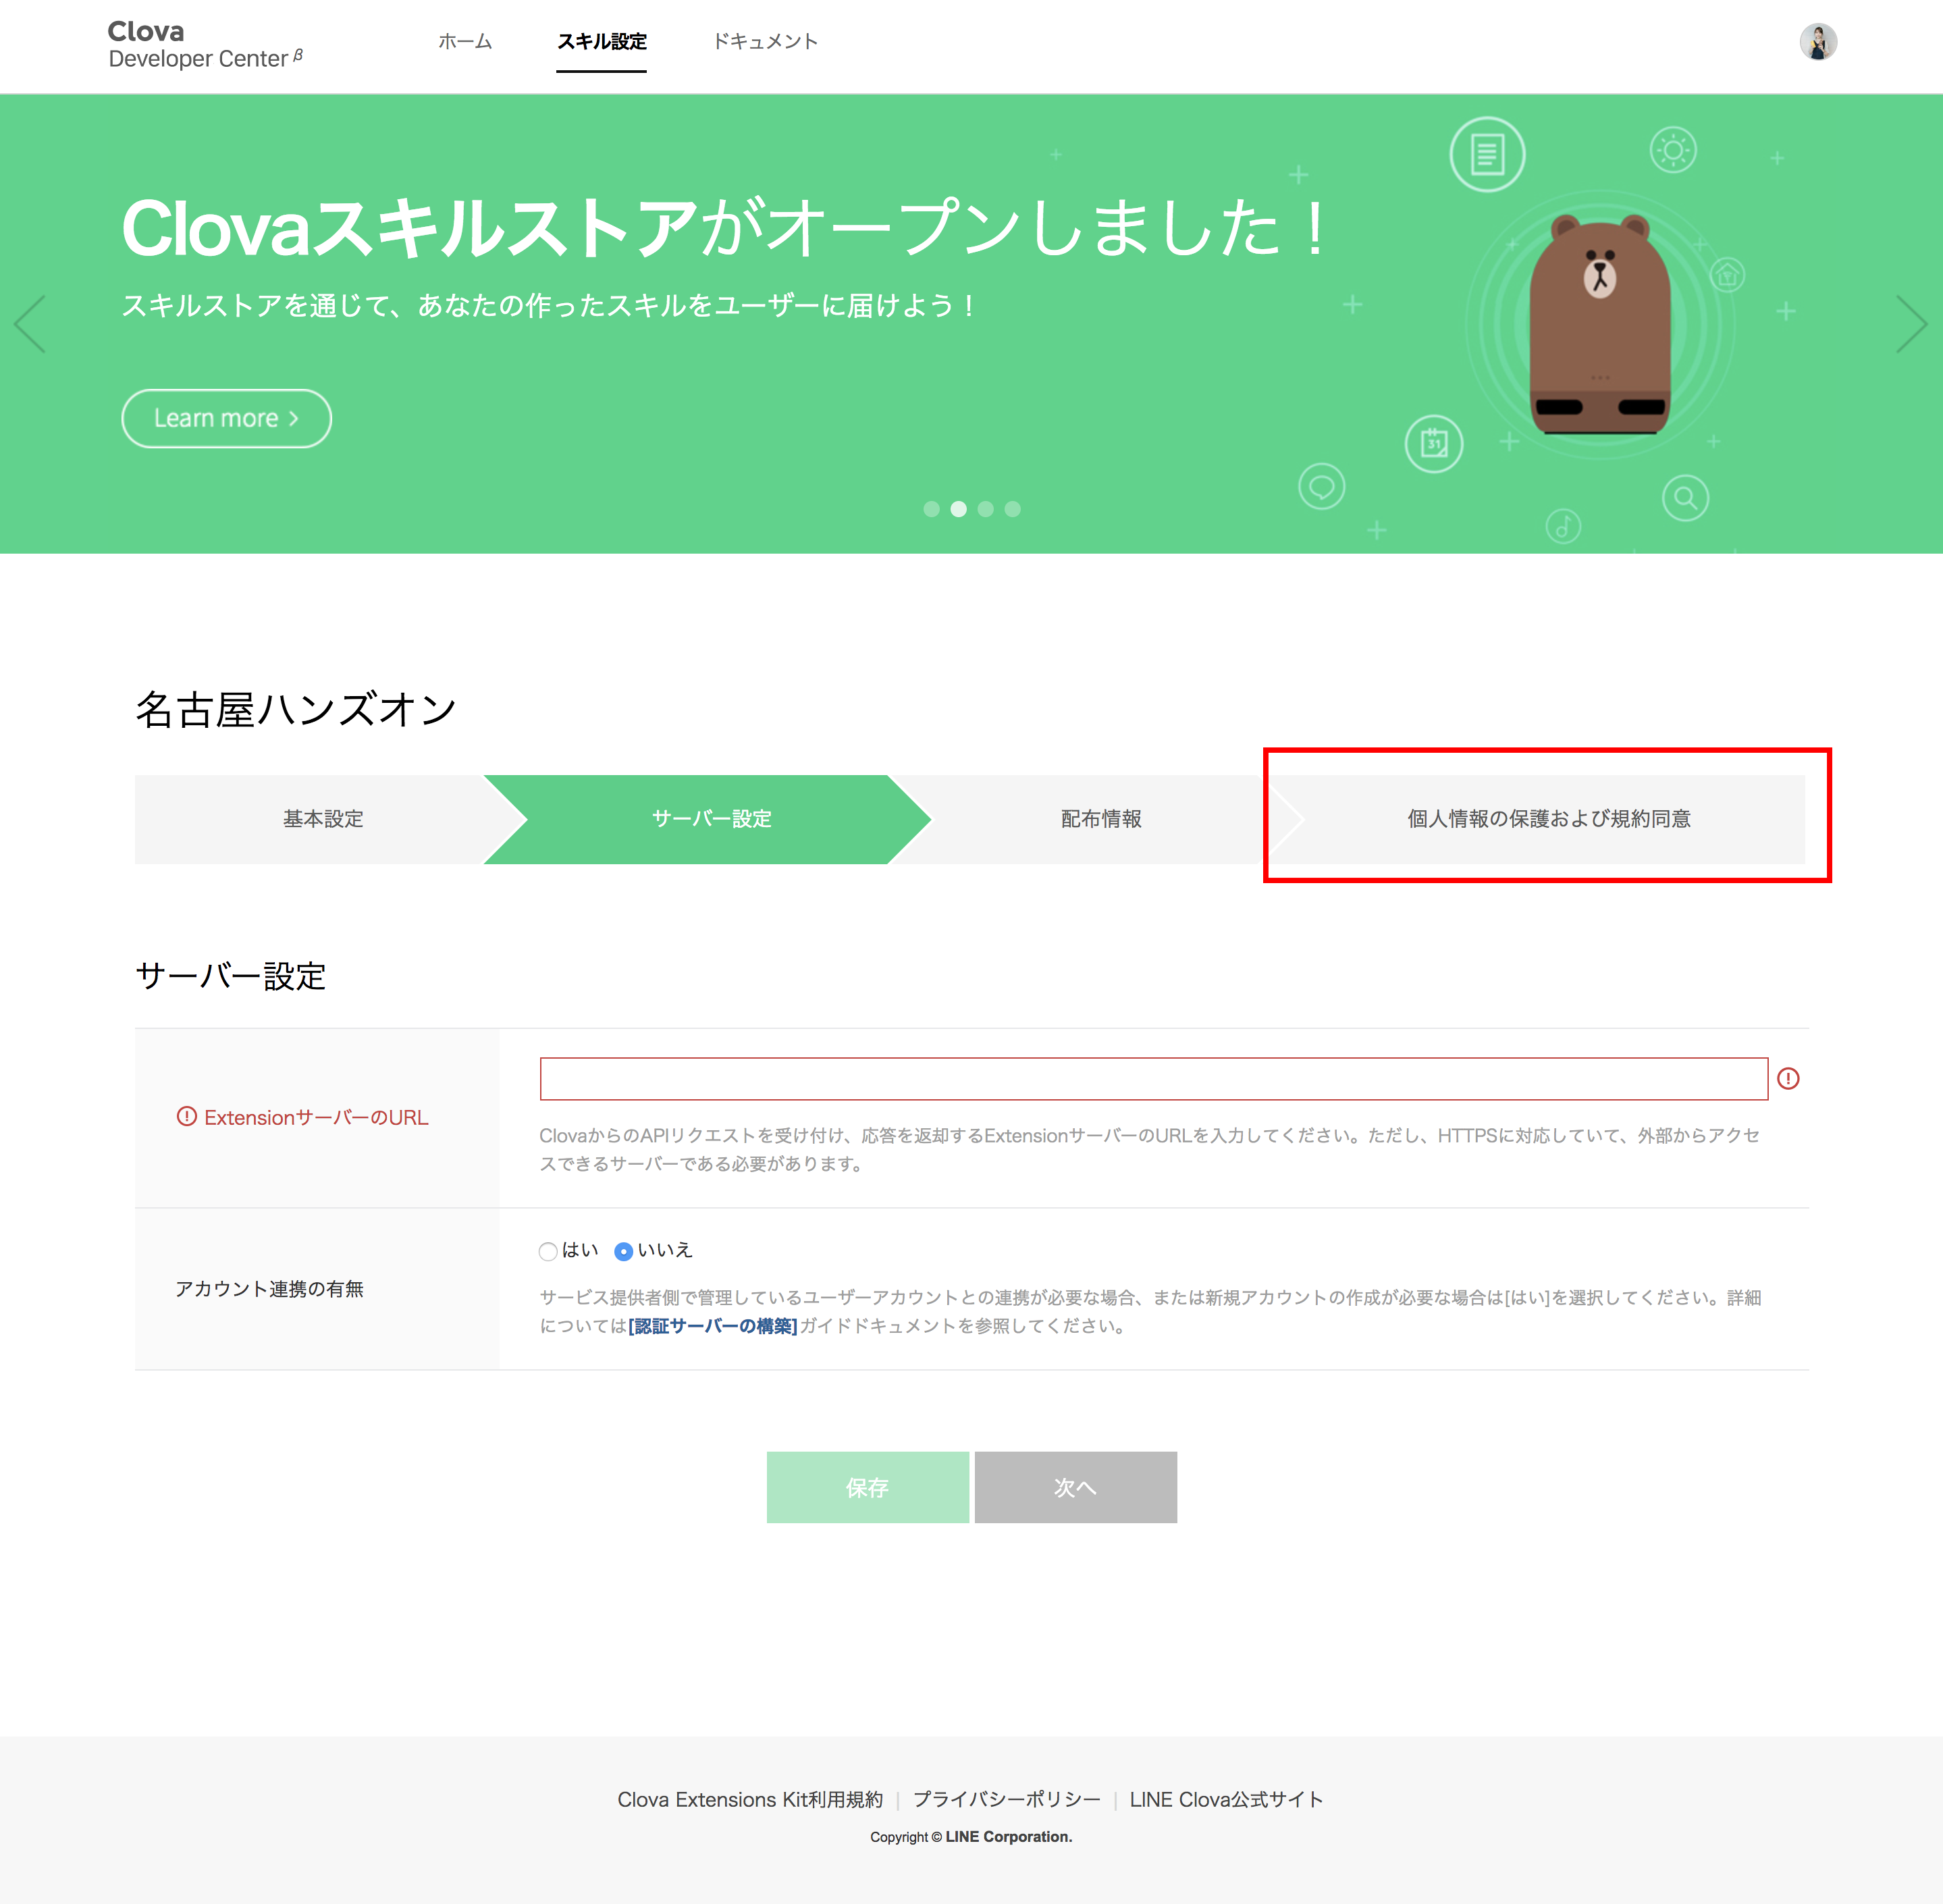 Clova
Developer Center β
ホーム
スキル設定
ドキュメント
Clovaスキルストアがオープンしました！
スキルストアを通じて、あなたの作ったスキルをユーザーに届けよう！
Learn more
31
名古屋ハンズオン
基本設定
サーバー設定
配布情報
個人情報の保護および規約同意
サーバー設定
ExtensionサーバーのURL
ClovaからのAPIリクエストを受け付け、応答を返却するExtensionサーバーのURLを入力してください。ただし、HTTPSに対応していて、外部からアクセ
スできるサーバーである必要があります。
アカウント連携の有無
はい
いいえ
サービス提供者側で管理しているユーザーアカウントとの連携が必要な場合、または新規アカウントの作成が必要な場合は[はい]を選択してください。詳細
については[認証サーバーの構築]ガイドドキュメントを参照してください。
保存
次へ
Clova Extensions Kit利用規約 | プライバシーポリシー | LINE Clova公式サイト
Copyright © LINE Corporation.